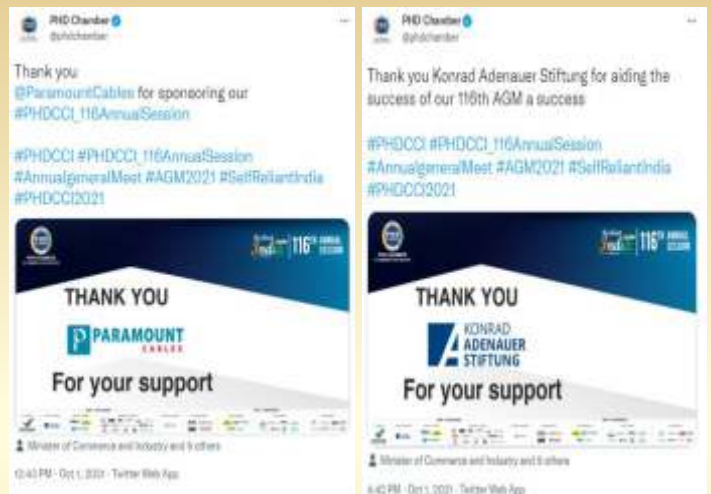 PHD Chamber
@phdchamber
Thank you
@ParamountCables for sponsoring our
#PHDCCI_116AnnualSession
#PHDCCI #PHDCCI_116AnnualSession
#AnnualgeneralMeet #AGM2021 #SelfReliantIndia
#PHDCCI2021
116TH ANNUAL
SESSION
THANK YOU
PARAMOUNT
CABLES
For your support
Minister of Commerce and Industry and 9 others
12:40 PM · Oct 1, 2021 · Twitter Web App
PHD Chamber
@phdchamber
Thank you Konrad Adenauer Stiftung for aiding the
success of our 116th AGM a success
#PHDCCI #PHDCCI_116AnnualSession
#AnnualgeneralMeet #AGM2021 #SelfReliantIndia
#PHDCCI2021
116TH ANNUAL
SESSION
THANK YOU
KONRAD
ADENAUER
STIFTUNG
For your support
Minister of Commerce and Industry and 9 others
PM · Oct 1, 2021 · Twitter Web App